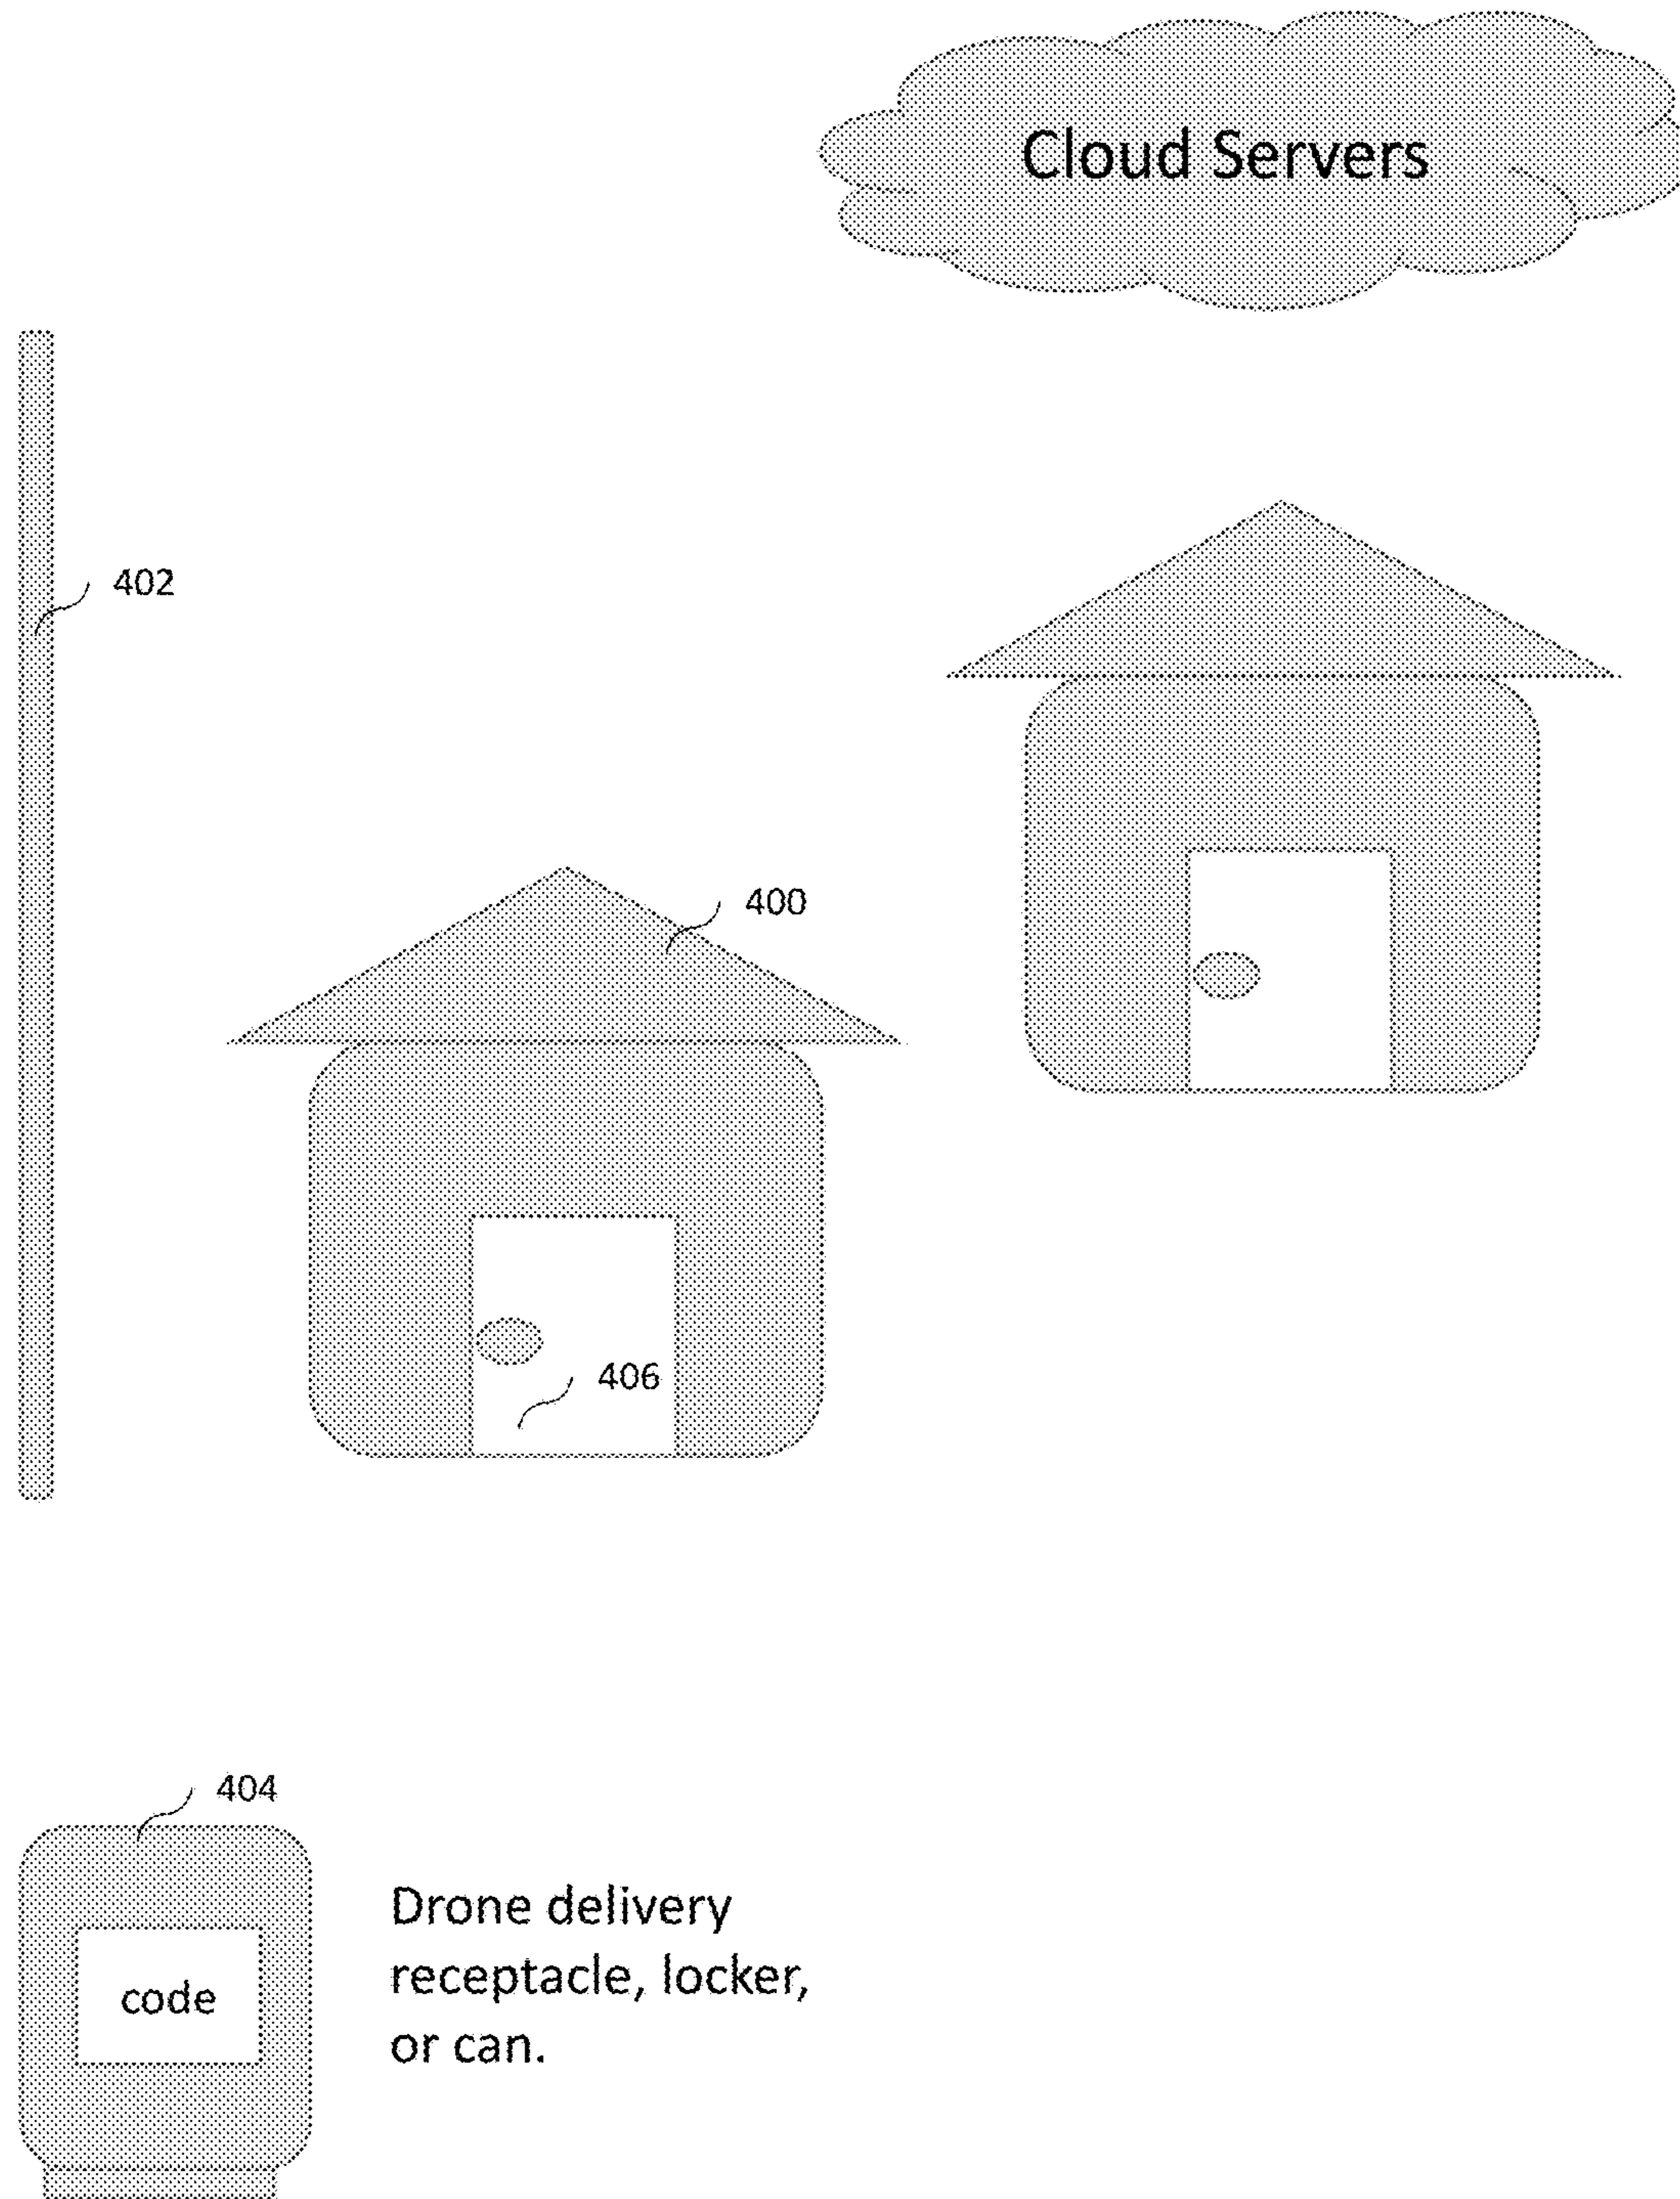 Cloud Servers
402
400
406
404
Drone delivery
receptacle, locker,
or can.
code